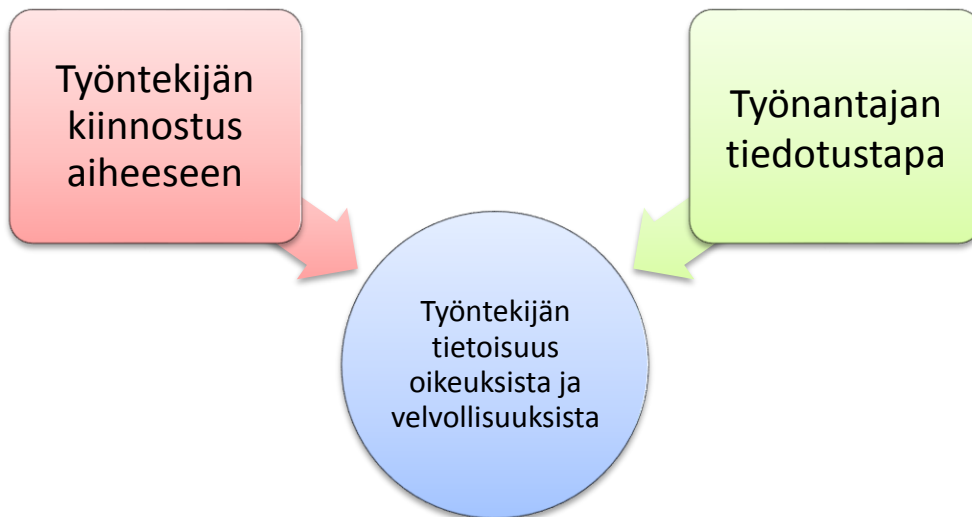 Työntekijän
kiinnostus
aiheeseen
Työnantajan
tiedotustapa
Työntekijän
tietoisuus
oikeuksista ja
velvollisuuksista